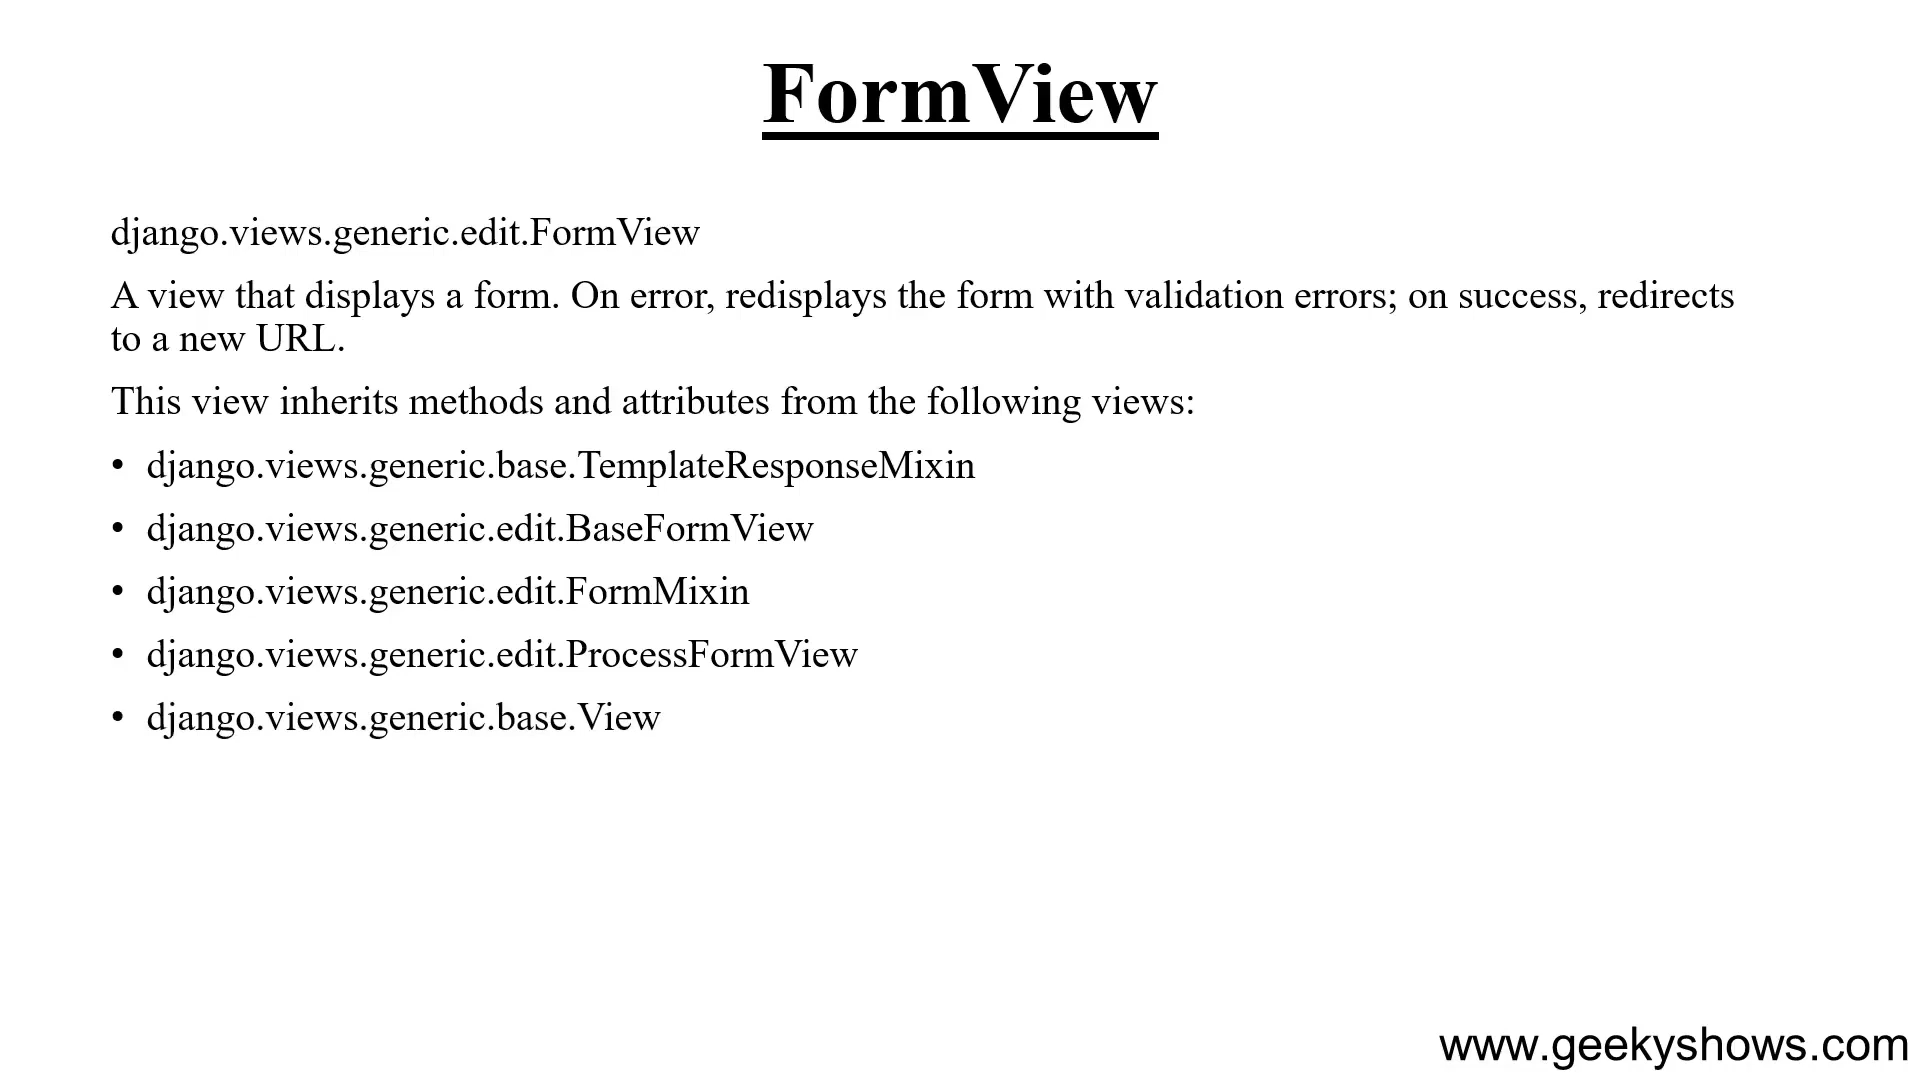 FormView
django.views.generic.edit.FormView
A view that displays a form. On error, redisplays the form with validation errors; on success, redirects
to a new URL.
This view inherits methods and attributes from the following views:
• django.views.generic.base.TemplateResponseMixin
• django.views.generic.edit.BaseFormView
• django.views.generic.edit.FormMixin
• django.views.generic.edit.ProcessFormView
• django.views.generic.base.View
www.geekyshows.com